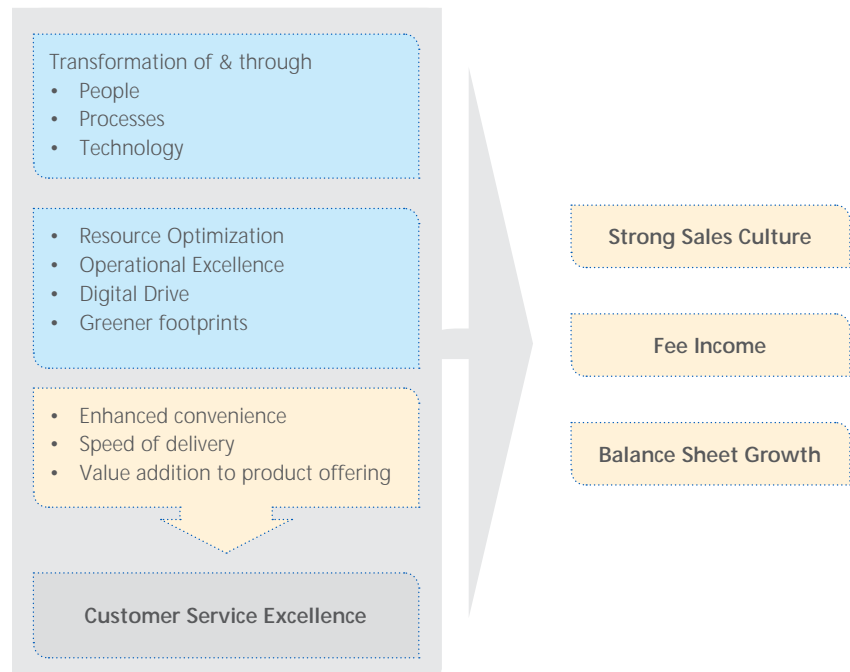 Transformation of & through
• People
• Processes
• Technology
• Resource Optimization
• Operational Excellence
• Digital Drive
• Greener footprints
• Enhanced convenience
• Speed of delivery
• Value addition to product offering
Customer Service Excellence
Strong Sales Culture
Fee Income
Balance Sheet Growth